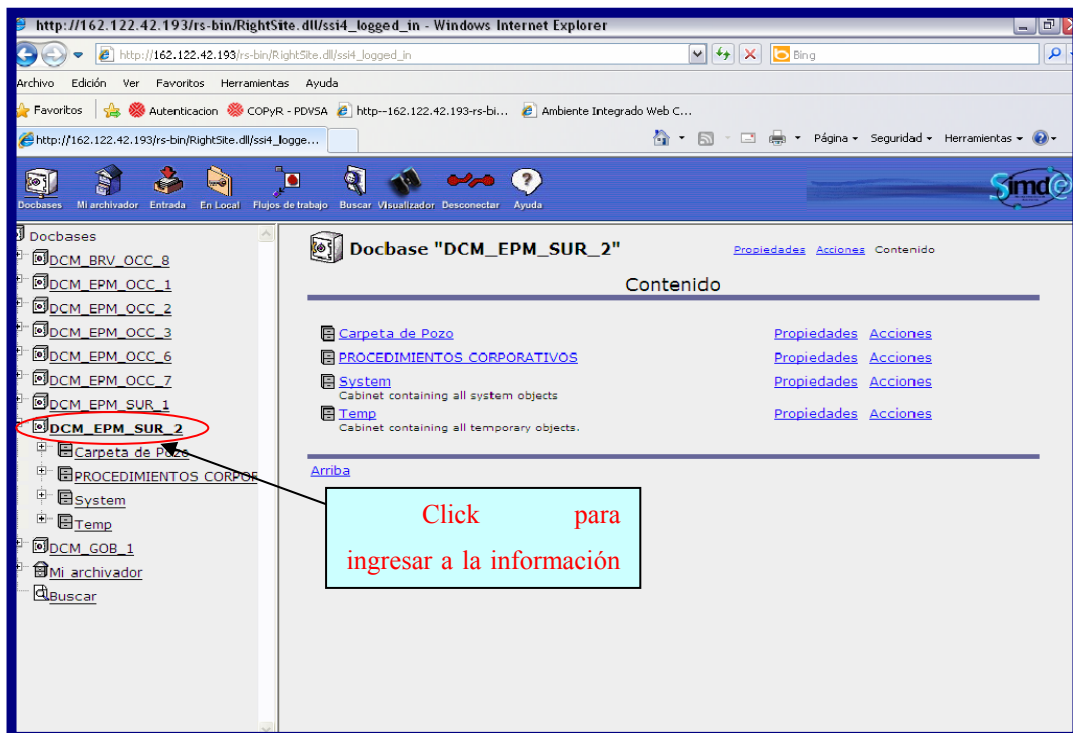 http://162.122.42.193/rs-bin/RightSite.dll/ssi4_logged_in - Windows Internet Explorer
http://162.122.42.193/rs-bin/RightSite.dll/ssi4_logged_in
Bing
Archivo Edición Ver Favoritos Herramientas Ayuda
Favoritos Autenticacion COPyR - PDVSA http--162.122.42.193-rs-bi... Ambiente Integrado Web C...
http://162.122.42.193/rs-bin/RightSite.dll/ssi4_logge...
Página Seguridad Herramientas
Docbases Mi archivador Entrada En Local Flujos de trabajo Buscar Visualizador Desconectar Ayuda
Simde
Docbases
DCM_BRV_OCC_8
DCM_EPM_OCC_1
DCM_EPM_OCC_2
DCM_EPM_OCC_3
DCM_EPM_OCC_6
DCM_EPM_OCC_7
DCM_EPM_SUR_1
DCM_EPM_SUR_2
Carpeta de Pozo
PROCEDIMIENTOS CORPOF
System
Temp
DCM_GOB_1
Mi archivador
Buscar
Docbase "DCM_EPM_SUR_2"
Propiedades Acciones Contenido
Contenido
Carpeta de Pozo Propiedades Acciones
PROCEDIMIENTOS CORPORATIVOS Propiedades Acciones
System Propiedades Acciones
Cabinet containing all system objects
Temp Propiedades Acciones
Cabinet containing all temporary objects.
Arriba
Click para
ingresar a la información